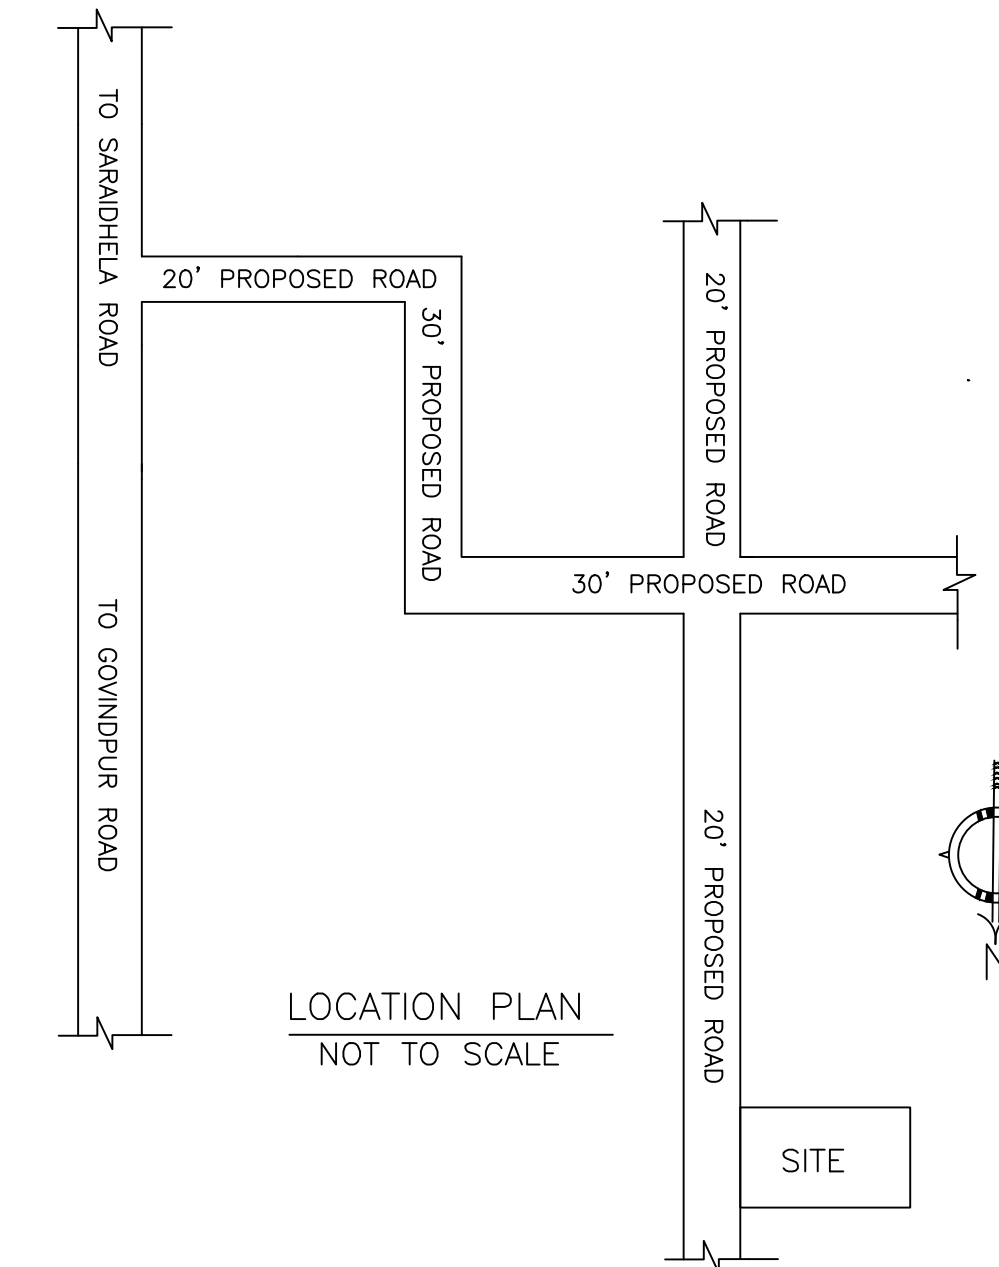 TO SARAIDHELA ROAD
20' PROPOSED ROAD
30' PROPOSED ROAD
20' PROPOSED ROAD
30' PROPOSED ROAD
TO GOVINDPUR ROAD
20' PROPOSED ROAD
LOCATION PLAN
NOT TO SCALE
SITE